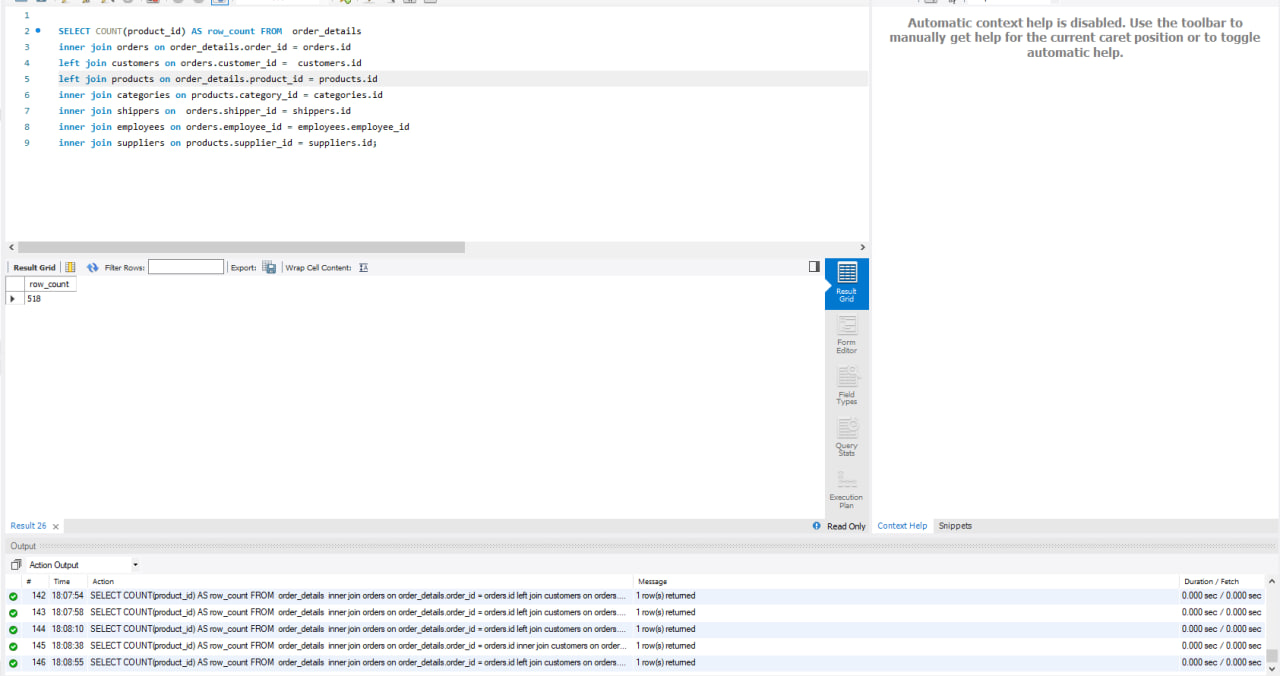 1
2 SELECT COUNT(product_id) AS row_count FROM  order_details
3 inner join orders on order_details.order_id = orders.id
4 left join customers on orders.customer_id =  customers.id
5 left join products on order_details.product_id = products.id
6 inner join categories on products.category_id = categories.id
7 inner join shippers on  orders.shipper_id = shippers.id
8 inner join employees on orders.employee_id = employees.employee_id
9 inner join suppliers on products.supplier_id = suppliers.id;
Automatic context help is disabled. Use the toolbar to
manually get help for the current caret position or to toggle
automatic help.
Result Grid Filter Rows: Export: Wrap Cell Content:
row_count
518
Result
Grid
Form
Editor
Field
Types
Query
Stats
Execution
Plan
Result 26 Read Only Context Help Snippets
Output
Action Output
# Time Action Message Duration / Fetch
142 18:07:54 SELECT COUNT(product_id) AS row_count FROM  order_details  inner join orders on order_details.order_id = orders.id left join customers on orders.... 1 row(s) returned 0.000 sec / 0.000 sec
143 18:07:58 SELECT COUNT(product_id) AS row_count FROM  order_details  inner join orders on order_details.order_id = orders.id left join customers on orders.... 1 row(s) returned 0.000 sec / 0.000 sec
144 18:08:10 SELECT COUNT(product_id) AS row_count FROM  order_details  inner join orders on order_details.order_id = orders.id left join customers on orders.... 1 row(s) returned 0.000 sec / 0.000 sec
145 18:08:38 SELECT COUNT(product_id) AS row_count FROM  order_details  inner join orders on order_details.order_id = orders.id inner join customers on order... 1 row(s) returned 0.000 sec / 0.000 sec
146 18:08:55 SELECT COUNT(product_id) AS row_count FROM  order_details  inner join orders on order_details.order_id = orders.id left join customers on orders.... 1 row(s) returned 0.000 sec / 0.000 sec